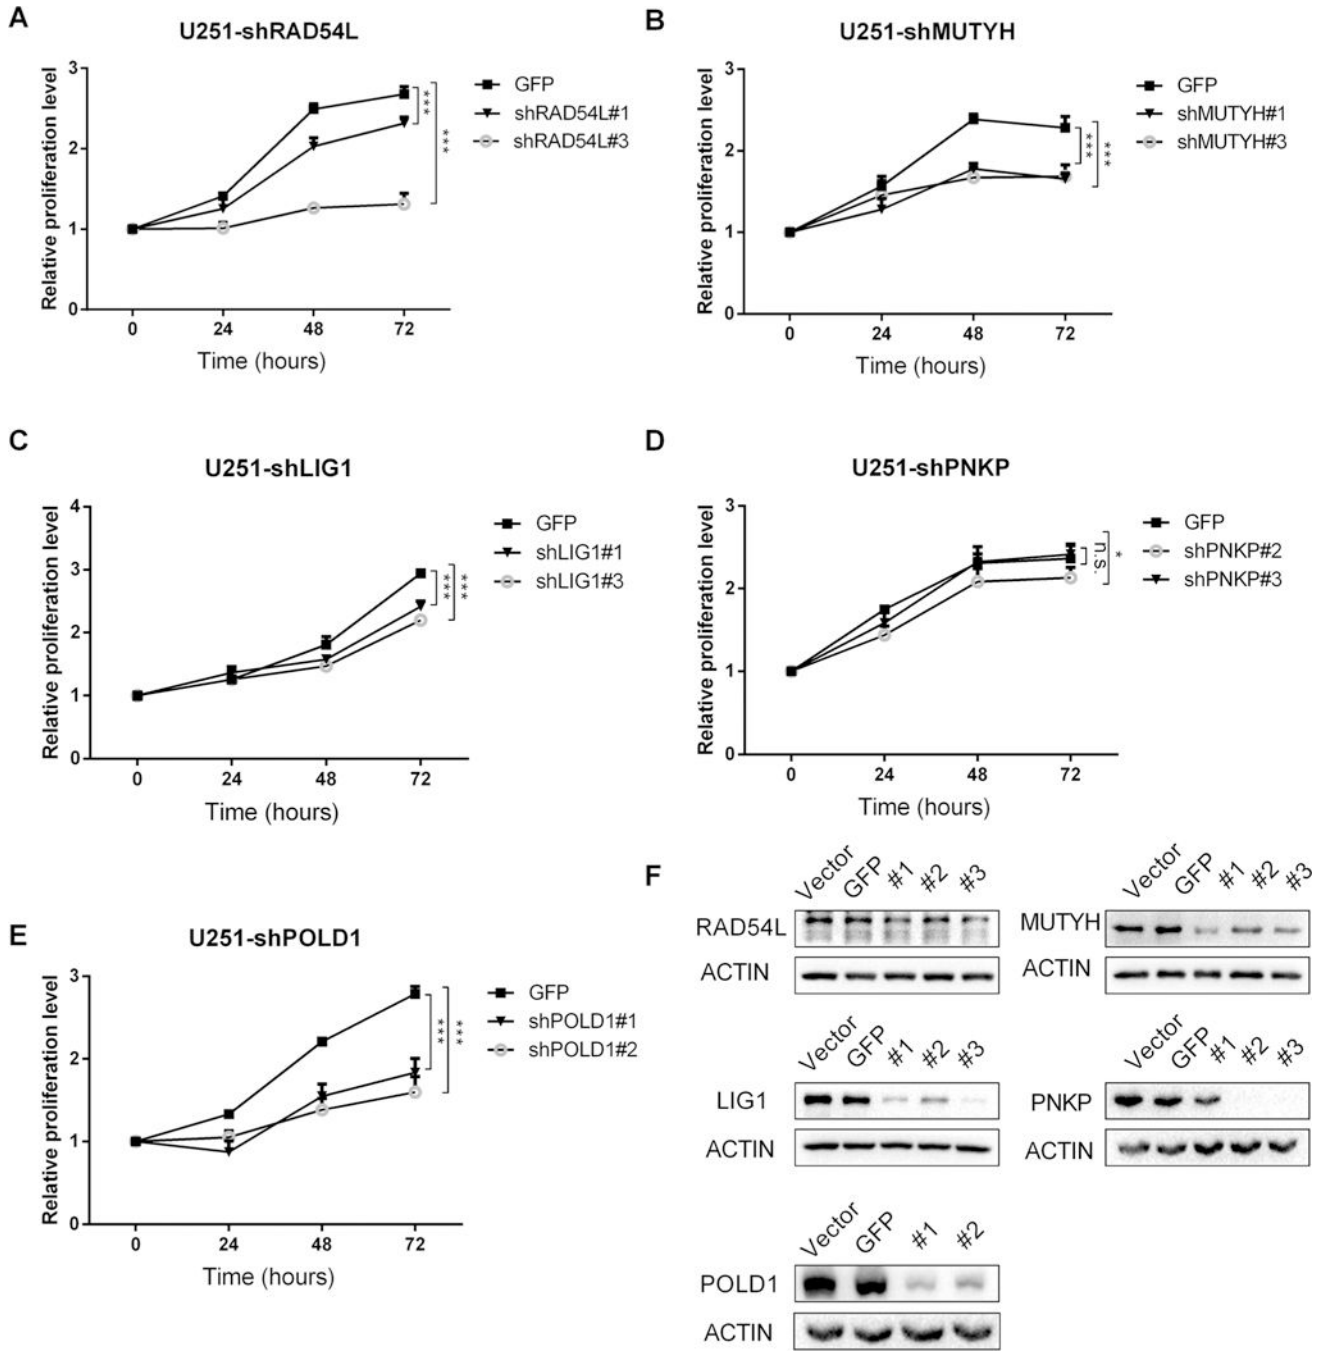 A
U251-shRAD54L
Relative proliferation level
3
2
1
0
0 24 48 72
Time (hours)
GFP
shRAD54L#1
shRAD54L#3
***
***
B
U251-shMUTYH
Relative proliferation level
3
2
1
0
0 24 48 72
Time (hours)
GFP
shMUTYH#1
shMUTYH#3
***
***
C
U251-shLIG1
Relative proliferation level
4
3
2
1
0
0 24 48 72
Time (hours)
GFP
shLIG1#1
shLIG1#3
***
***
D
U251-shPNKP
Relative proliferation level
3
2
1
0
0 24 48 72
Time (hours)
GFP
shPNKP#2
shPNKP#3
n.s.
*
E
U251-shPOLD1
Relative proliferation level
3
2
1
0
0 24 48 72
Time (hours)
GFP
shPOLD1#1
shPOLD1#2
***
***
F
Vector GFP #1 #2 #3
RAD54L
ACTIN
Vector GFP #1 #2 #3
MUTYH
ACTIN
Vector GFP #1 #2 #3
LIG1
ACTIN
Vector GFP #1 #2 #3
PNKP
ACTIN
Vector GFP #1 #2
POLD1
ACTIN